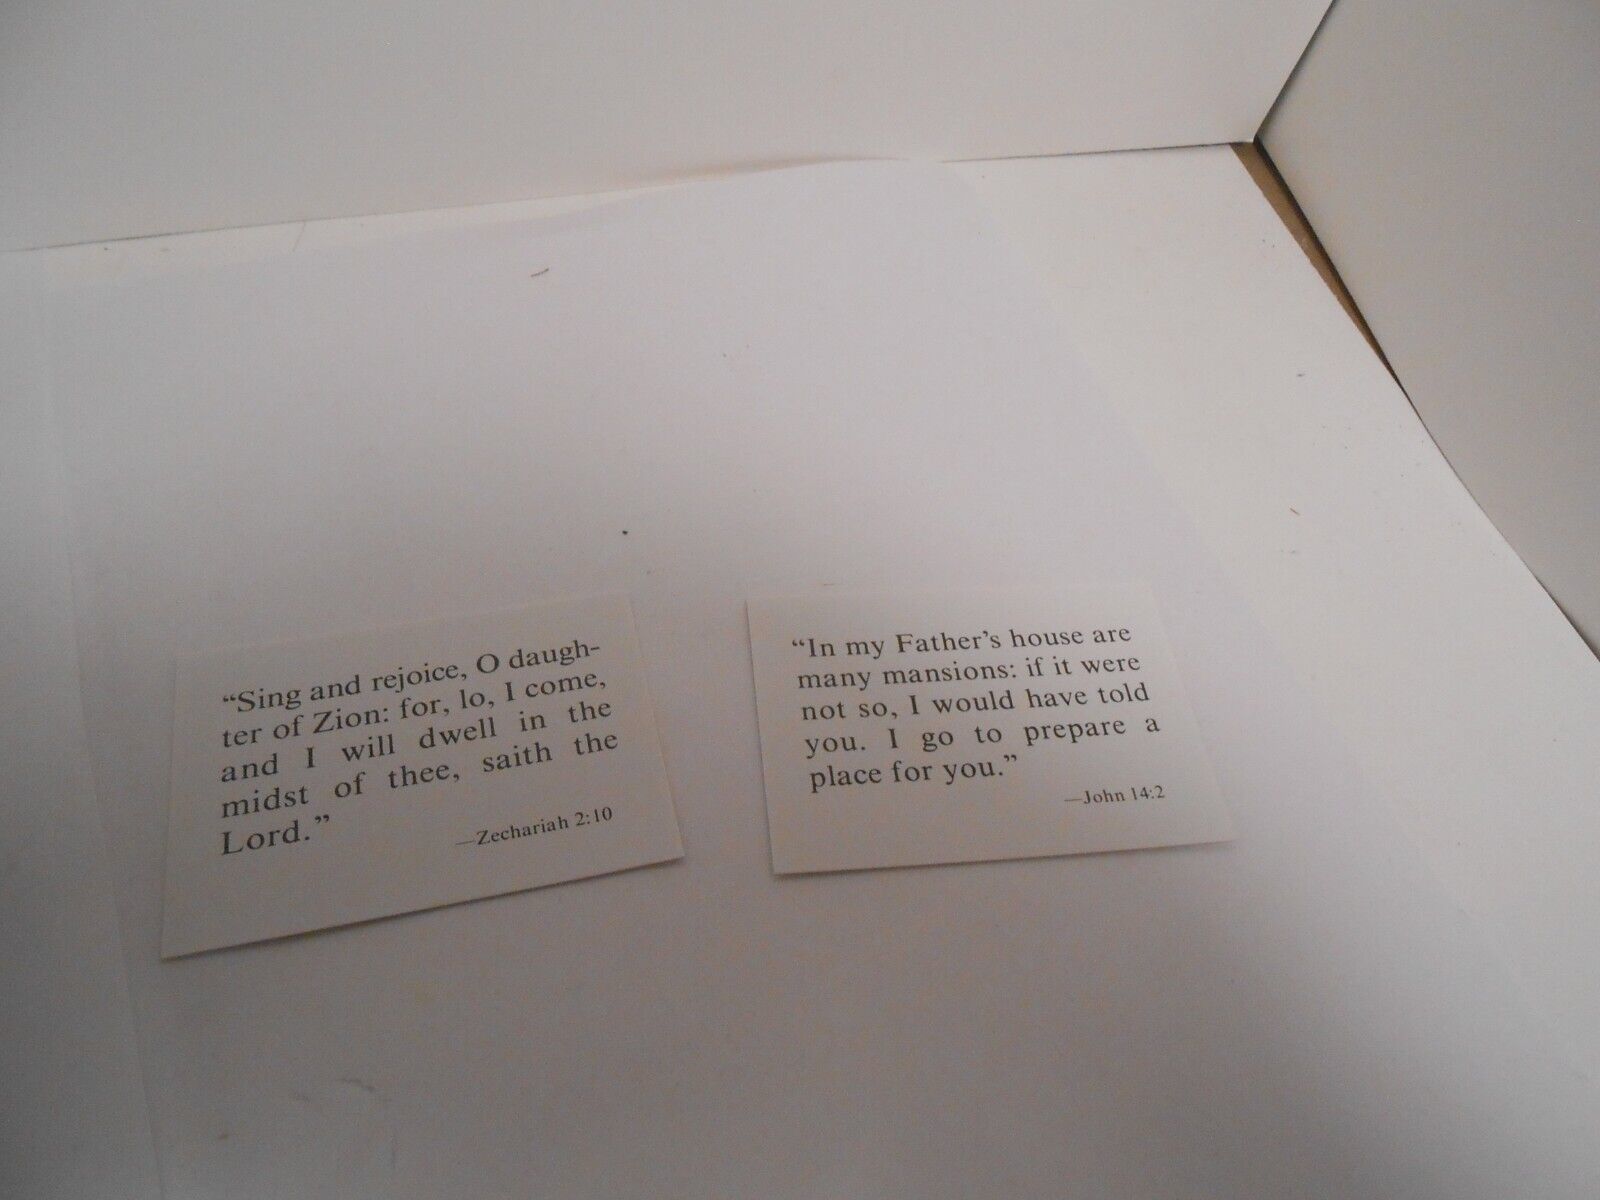 “Sing and rejoice, O daugh-
ter of Zion: for, lo, I come,
and I will dwell in the
midst of thee, saith the
Lord.”
—Zechariah 2:10
“In my Father’s house are
many mansions: if it were
not so, I would have told
you. I go to prepare a
place for you.”
—John 14:2